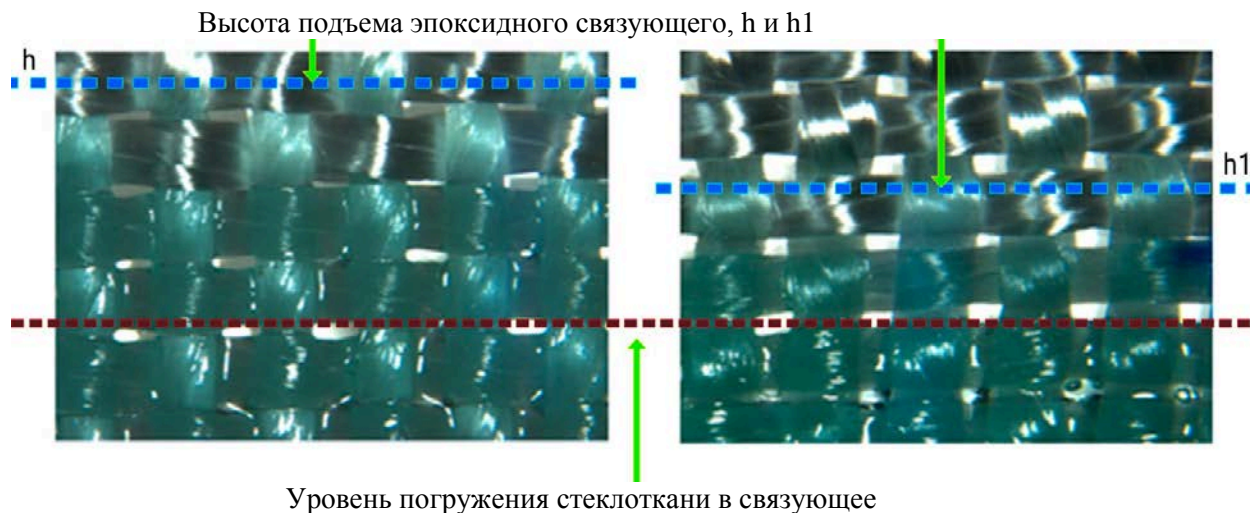 Высота подъема эпоксидного связующего, h и h1
h
h1
Уровень погружения стеклоткани в связующее